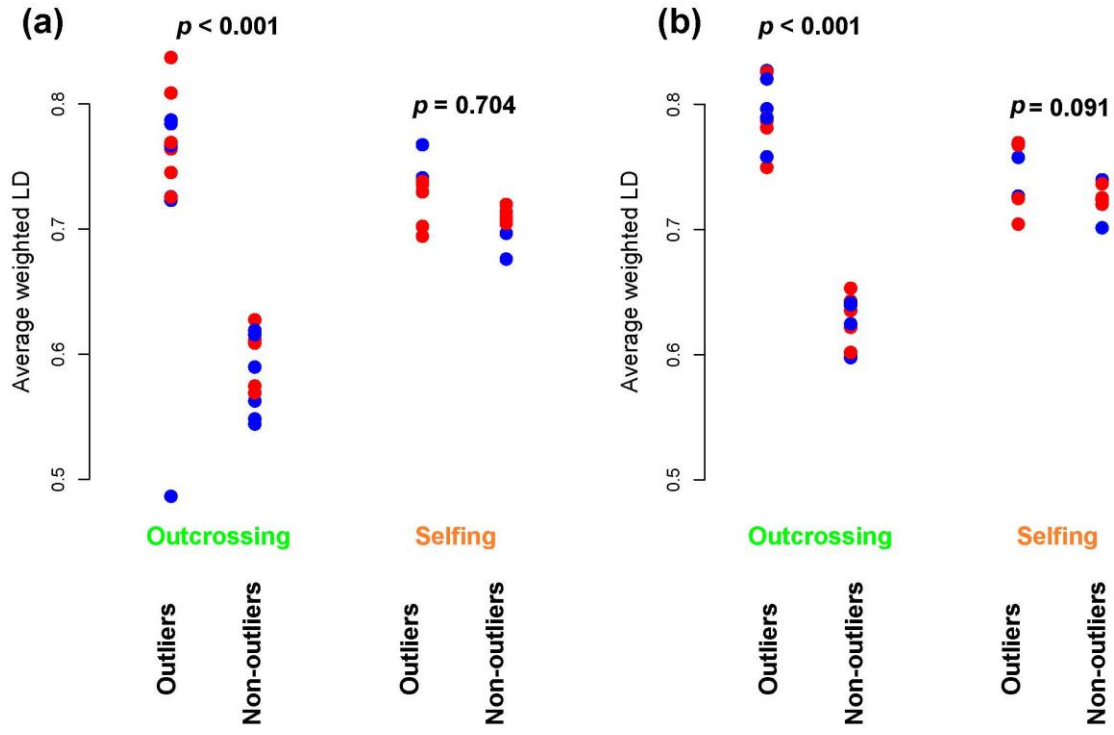 (a)
p < 0.001
p = 0.704
Average weighted LD
0.8
0.7
0.6
0.5
Outcrossing
Selfing
Outliers
Non-outliers
Outliers
Non-outliers
(b)
p < 0.001
p = 0.091
Average weighted LD
0.8
0.7
0.6
0.5
Outcrossing
Selfing
Outliers
Non-outliers
Outliers
Non-outliers